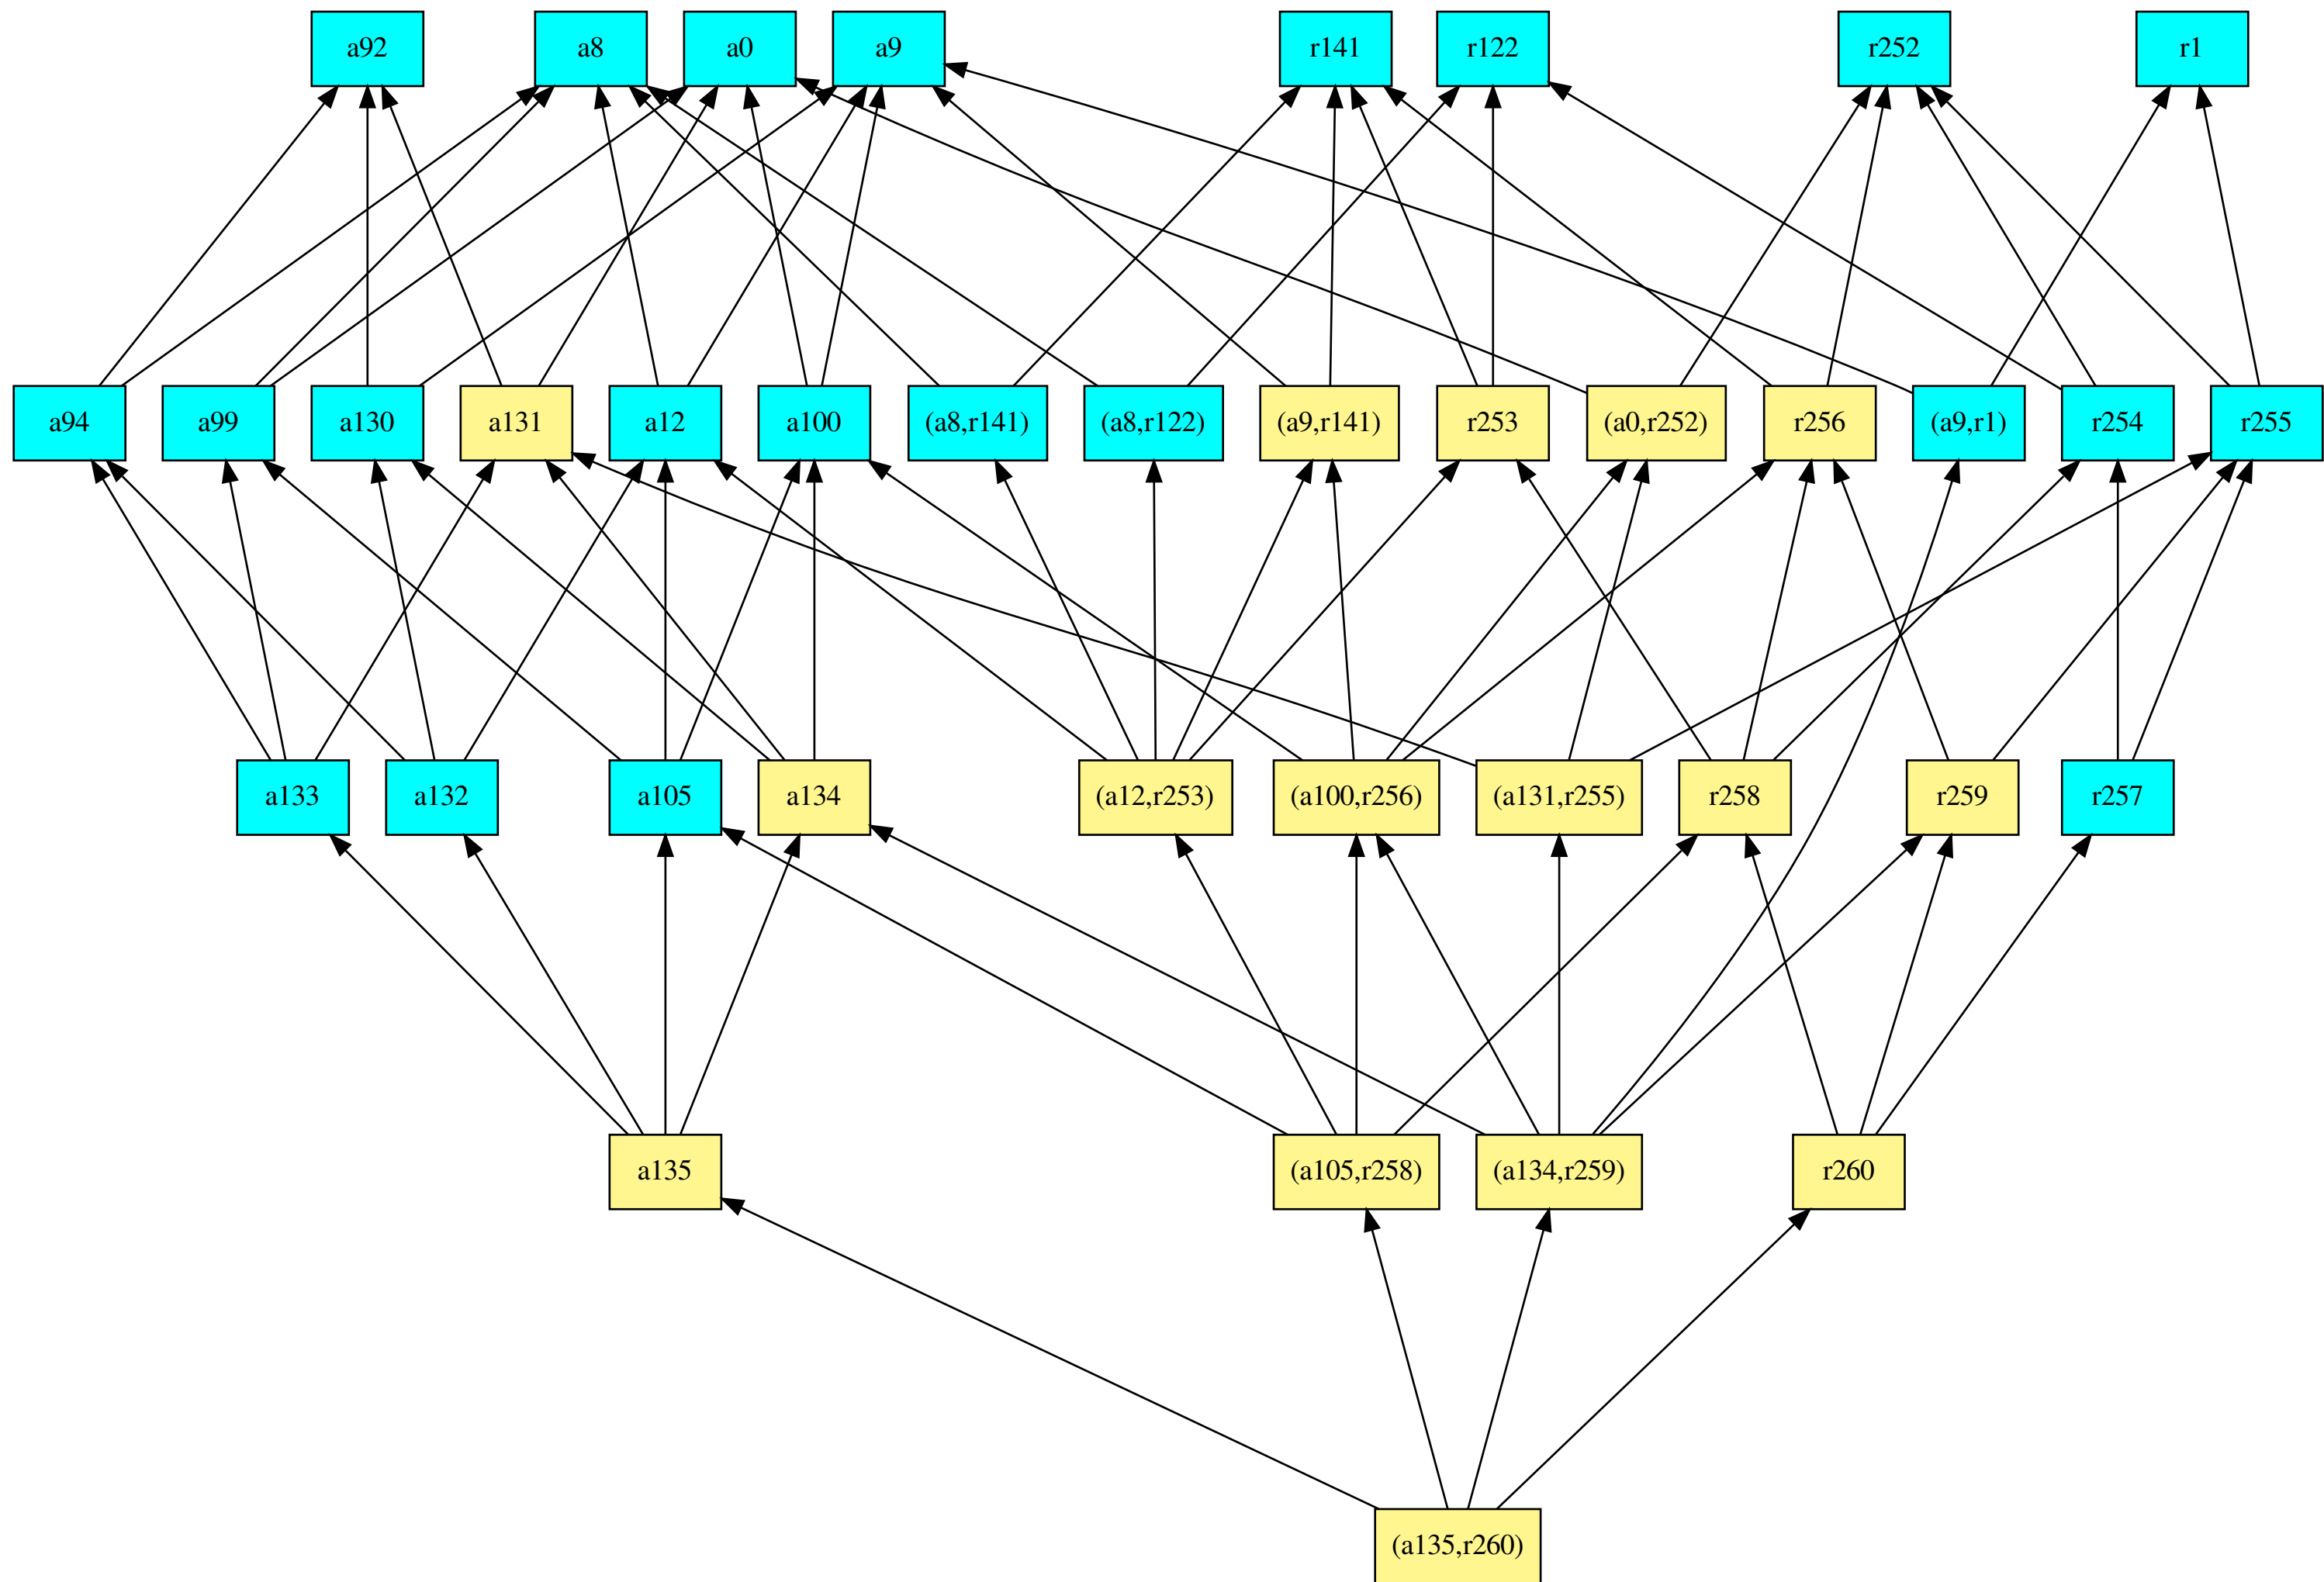 a92 a8 a0 a9 r141 r122 r252 r1
a94 a99 a130 a131 a12 a100 (a8,r141) (a8,r122) (a9,r141) r253 (a0,r252) r256 (a9,r1) r254 r255
a133 a132 a105 a134 (a12,r253) (a100,r256) (a131,r255) r258 r259 r257
a135 (a105,r258) (a134,r259) r260
(a135,r260)